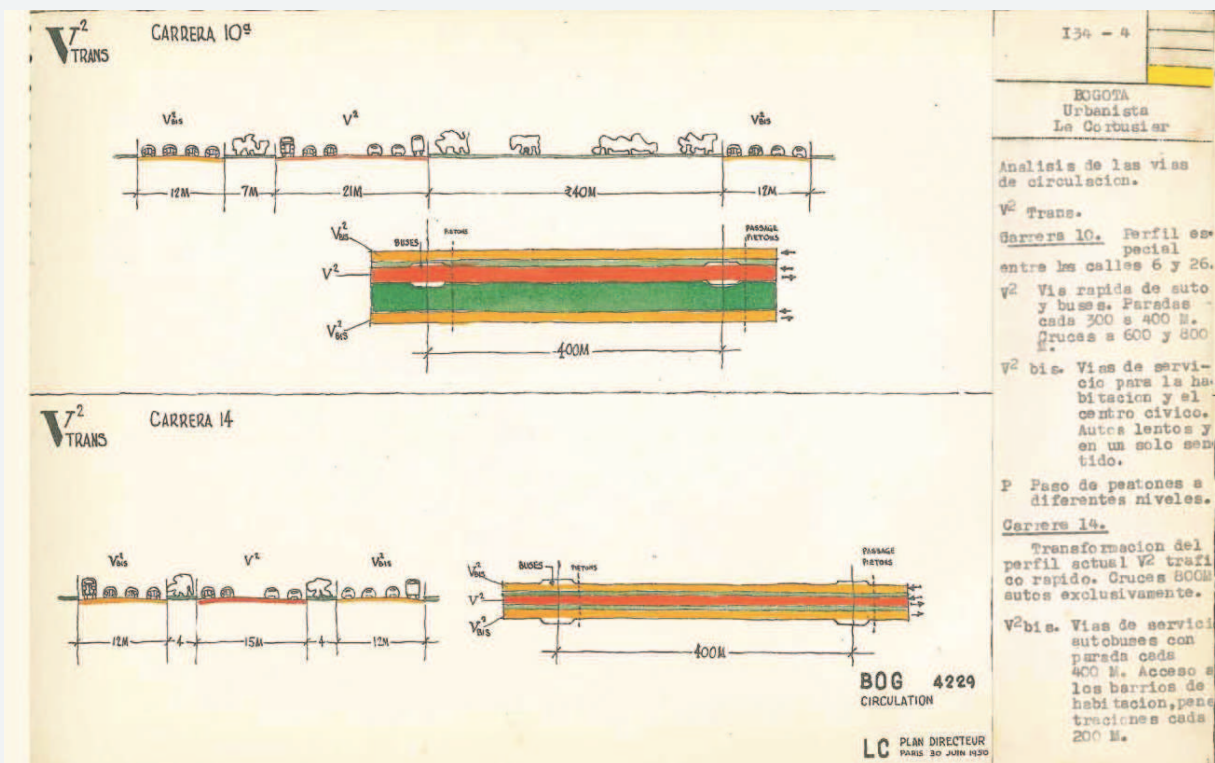 V² TRANS
CARRERA 10ª
V²BIS
V²
V²BIS
12M
7M
21M
240M
12M
V²BIS
BUSES
PIETONS
PASSAGE
PIETONS
V²
V²BIS
400M
V² TRANS
CARRERA 14
V²BIS
V²
V²BIS
12M
4
15M
4
12M
V²BIS
BUSES
PIETONS
PASSAGE
PIETONS
V²
V²BIS
400M
BOG 4229
CIRCULATION
LC PLAN DIRECTEUR
PARIS 30 JUIN 1950
I34 - 4
BOGOTA
Urbanista
Le Corbusier
Analisis de las vias
de circulacion.
V² Trans.
Carrera 10. Perfil es-
pecial
entre las calles 6 y 26.
V² Via rapida de auto
y buses. Paradas
cada 300 a 400 M.
Cruces a 600 y 800
M.
V² bis. Vias de servi-
cio para la ha-
bitacion y el
centro civico.
Autos lentos y
en un solo sen
tido.
P Paso de peatones a
diferentes niveles.
Carrera 14.
Transformacion del
perfil actual V² trafi
co rapido. Cruces 800M
autos exclusivamente.
V²bis. Vias de servici
autobuses con
parada cada
400 M. Acceso a
los barrios de
habitacion,pene
traciones cada
200 M.